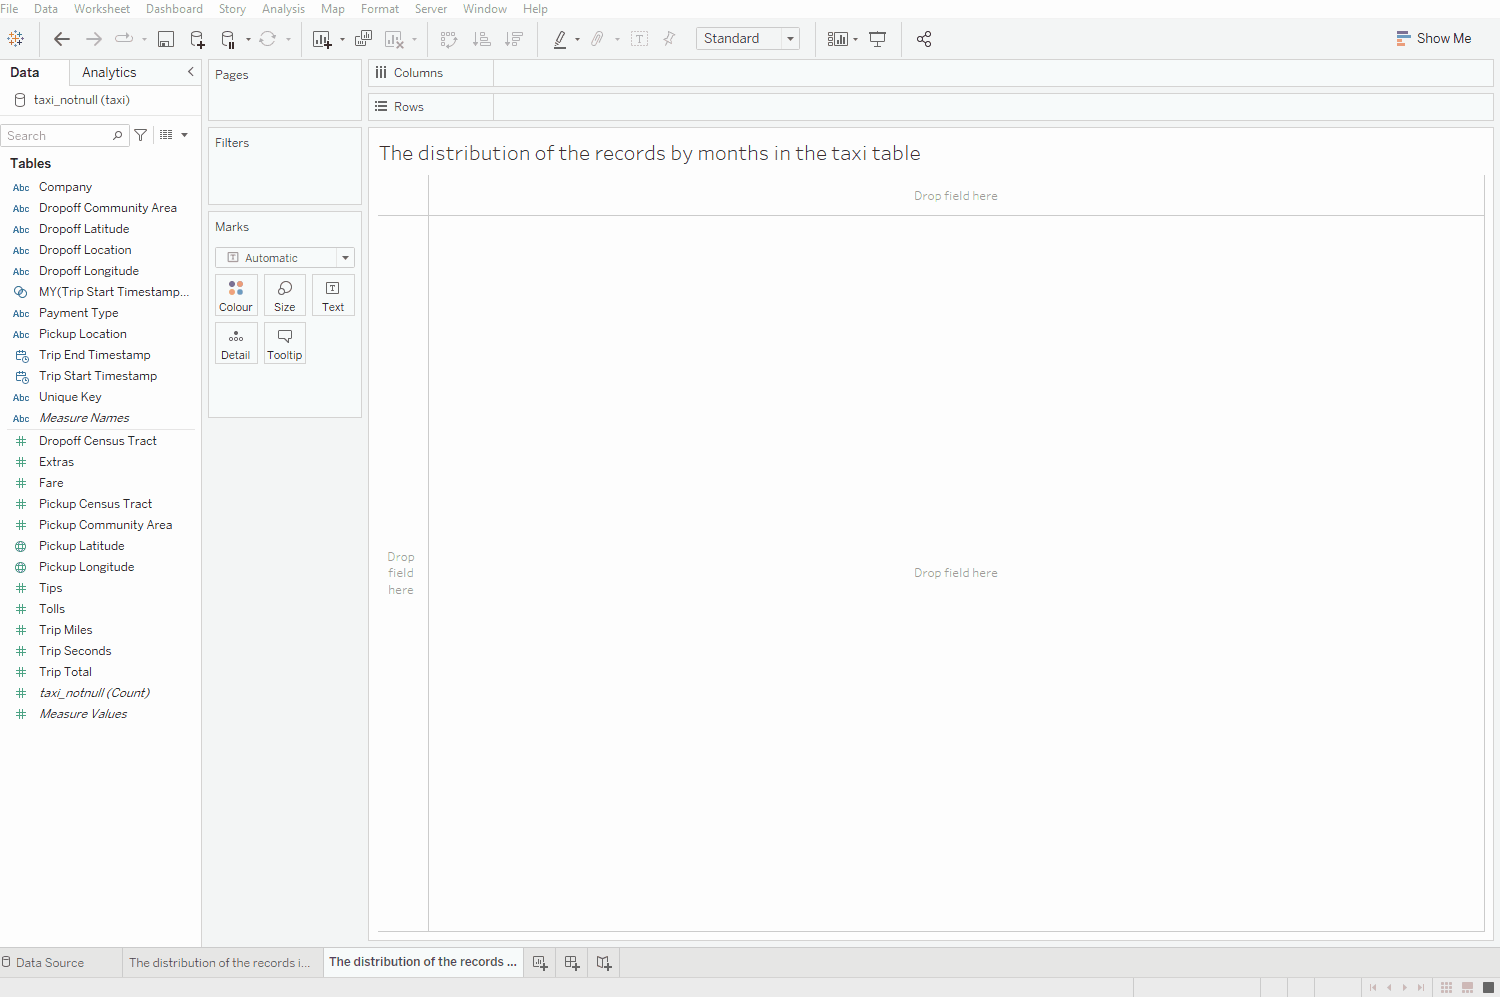 File Data Worksheet Dashboard Story Analysis Map Format Server Window Help
Standard
Show Me
Data Analytics
taxi_notnull (taxi)
Search
Tables
Abc Company
Abc Dropoff Community Area
Abc Dropoff Latitude
Abc Dropoff Location
Abc Dropoff Longitude
MY(Trip Start Timestamp...
Abc Payment Type
Abc Pickup Location
Trip End Timestamp
Trip Start Timestamp
Abc Unique Key
Abc Measure Names
Dropoff Census Tract
Extras
Fare
Pickup Census Tract
Pickup Community Area
Pickup Latitude
Pickup Longitude
Tips
Tolls
Trip Miles
Trip Seconds
Trip Total
taxi_notnull (Count)
Measure Values
Pages
Filters
Marks
T Automatic
Colour Size Text
Detail Tooltip
Columns
Rows
The distribution of the records by months in the taxi table
Drop field here
Drop
field
here
Drop field here
Data Source The distribution of the records i... The distribution of the records ...